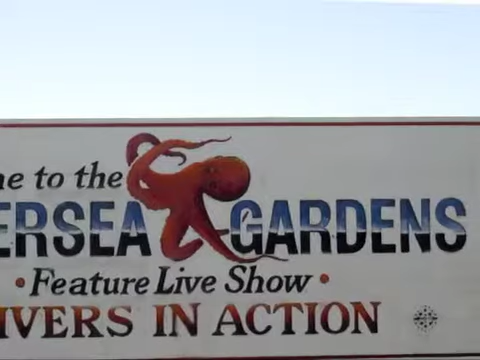 ne to the
ERSEA GARDENS
• Feature Live Show •
IVERS IN ACTION